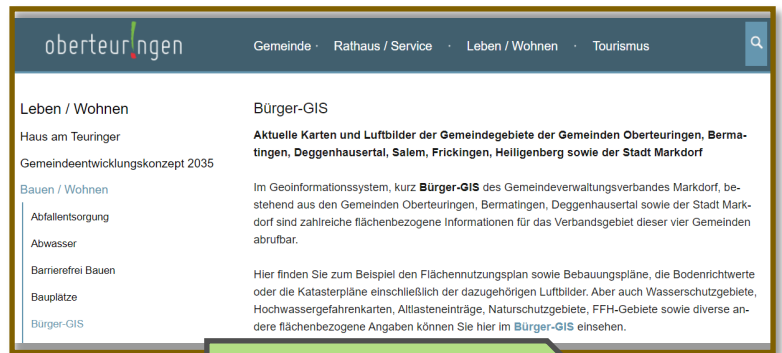 oberteur!ngen
Gemeinde · Rathaus / Service · Leben / Wohnen · Tourismus
Leben / Wohnen
Haus am Teuringer
Gemeindeentwicklungskonzept 2035
Bauen / Wohnen
Abfallentsorgung
Abwasser
Barrierefrei Bauen
Bauplätze
Bürger-GIS
Bürger-GIS
Aktuelle Karten und Luftbilder der Gemeindegebiete der Gemeinden Oberteuringen, Berma-
tingen, Deggenhausertal, Salem, Frickingen, Heiligenberg sowie der Stadt Markdorf
Im Geoinformationssystem, kurz Bürger-GIS des Gemeindeverwaltungsverbandes Markdorf, be-
stehend aus den Gemeinden Oberteuringen, Bermatingen, Deggenhausertal sowie der Stadt Mark-
dorf sind zahlreiche flächenbezogene Informationen für das Verbandsgebiet dieser vier Gemeinden
abrufbar.
Hier finden Sie zum Beispiel den Flächennutzungsplan sowie Bebauungspläne, die Bodenrichtwerte
oder die Katasterpläne einschließlich der dazugehörigen Luftbilder. Aber auch Wasserschutzgebiete,
Hochwassergefahrenkarten, Altlasteneinträge, Naturschutzgebiete, FFH-Gebiete sowie diverse an-
dere flächenbezogene Angaben können Sie hier im Bürger-GIS einsehen.